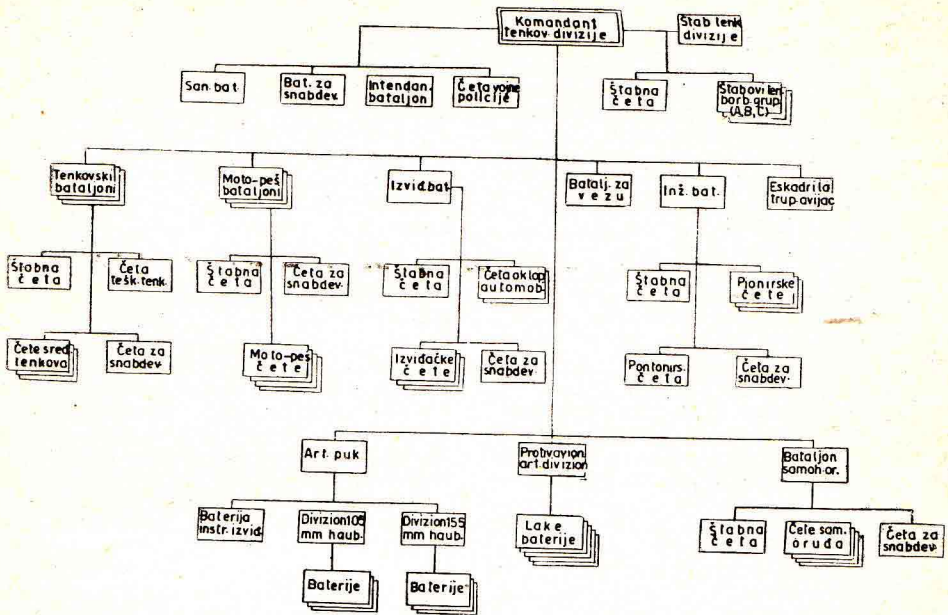 Komandant
tenkov. divizije
Štab tenk
divizije
San. bat.
Bat. za
snabdev.
Intendan.
bataljon
Četa vojne
policije
Štabna
četa
Štabovi ten
borb. grup.
(A,B,C)
Tenkovski
bataljoni
Moto-peš
bataljoni
Izviđ. bat.
Batalj. za
vezu
Inž. bat.
Eskadrila
trup. avijac
Štabna
četa
Četa
tešk. tenk.
Štabna
četa
Četa za
snabdev.
Štabna
četa
Četa oklop
automob.
Štabna
četa
Pionirske
čete
Čete sred
tenkova
Četa za
snabdev.
Moto-peš
čete
Izviđačke
čete
Četa za
snabdev.
Pontonirs.
četa
Četa za
snabdev.
Art. puk
Protivavion
art. divizion
Bataljon
samoh. or.
Baterija
instr. izviđ.
Divizion 105
mm haub.
Divizion 155
mm haub.
Lake
baterije
Štabna
četa
Čete sam.
oruđa
Četa za
snabdev.
Baterije
Baterije